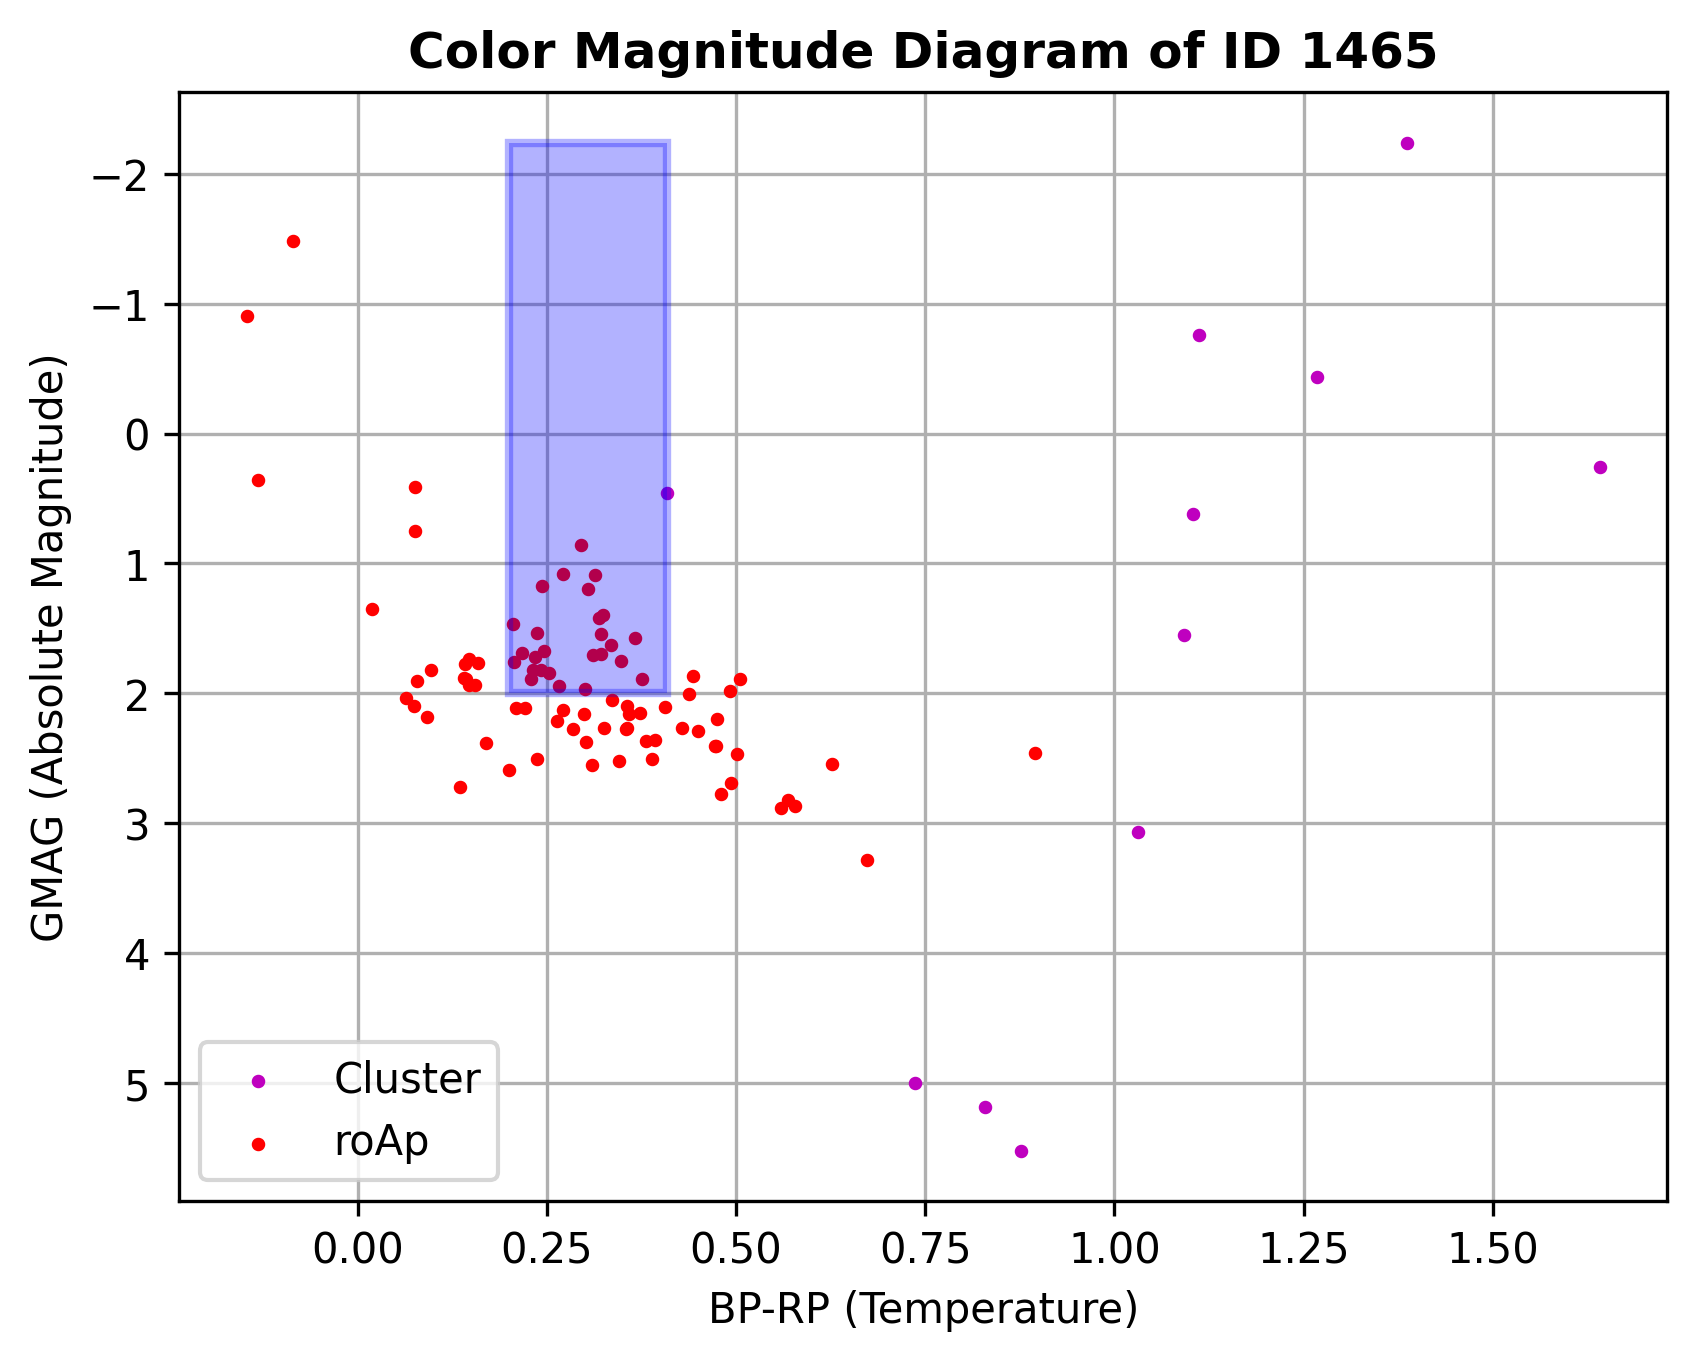 Color Magnitude Diagram of ID 1465
GMAG (Absolute Magnitude)
−2
−1
0
1
2
3
4
5
Cluster
roAp
0.00 0.25 0.50 0.75 1.00 1.25 1.50
BP-RP (Temperature)